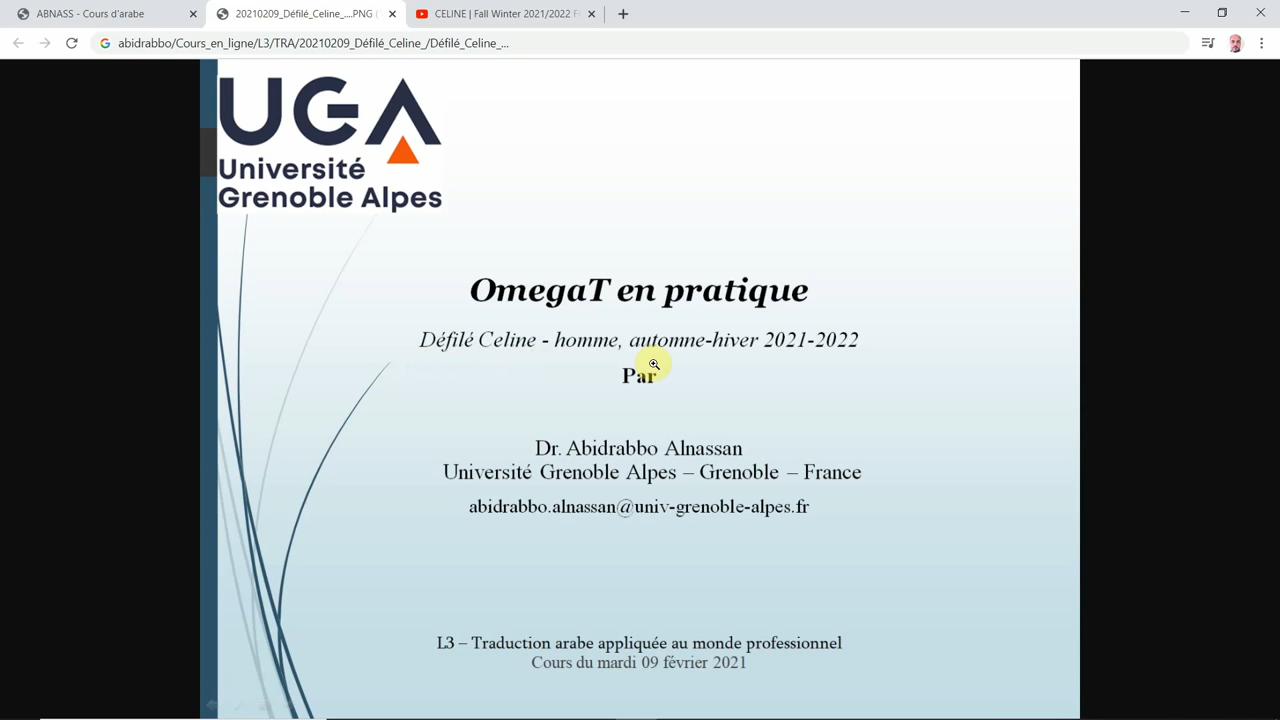 ABNASS - Cours d'arabe
20210209_Défilé_Celine_....PNG (
CELINE | Fall Winter 2021/2022 F
abidrabbo/Cours_en_ligne/L3/TRA/20210209_Défilé_Celine_/Défilé_Celine_...
UGA
Université
Grenoble Alpes
OmegaT en pratique
Défilé Celine - homme, automne-hiver 2021-2022
Par
Dr. Abidrabbo Alnassan
Université Grenoble Alpes – Grenoble – France
abidrabbo.alnassan@univ-grenoble-alpes.fr
L3 – Traduction arabe appliquée au monde professionnel
Cours du mardi 09 février 2021